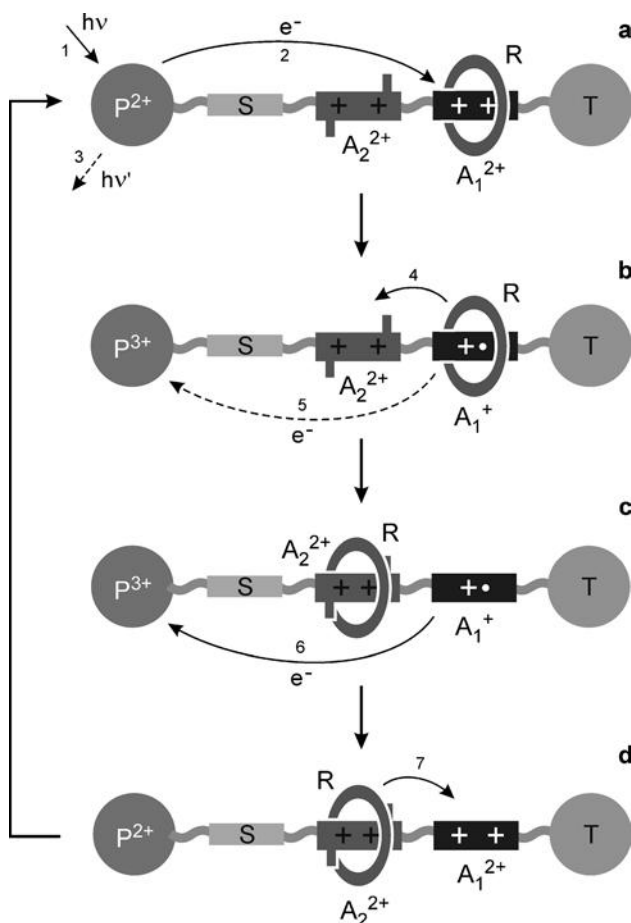 hν
1
e⁻
2
R
a
P²⁺
S
+ +
+ +
T
A₂²⁺
A₁²⁺
3
hν'
4
R
b
P³⁺
S
+ +
+•
T
A₂²⁺
A₁⁺
5
e⁻
c
A₂²⁺
R
P³⁺
S
+ +
+•
T
A₁⁺
6
e⁻
d
R
7
P²⁺
S
+ +
+ +
T
A₂²⁺
A₁²⁺